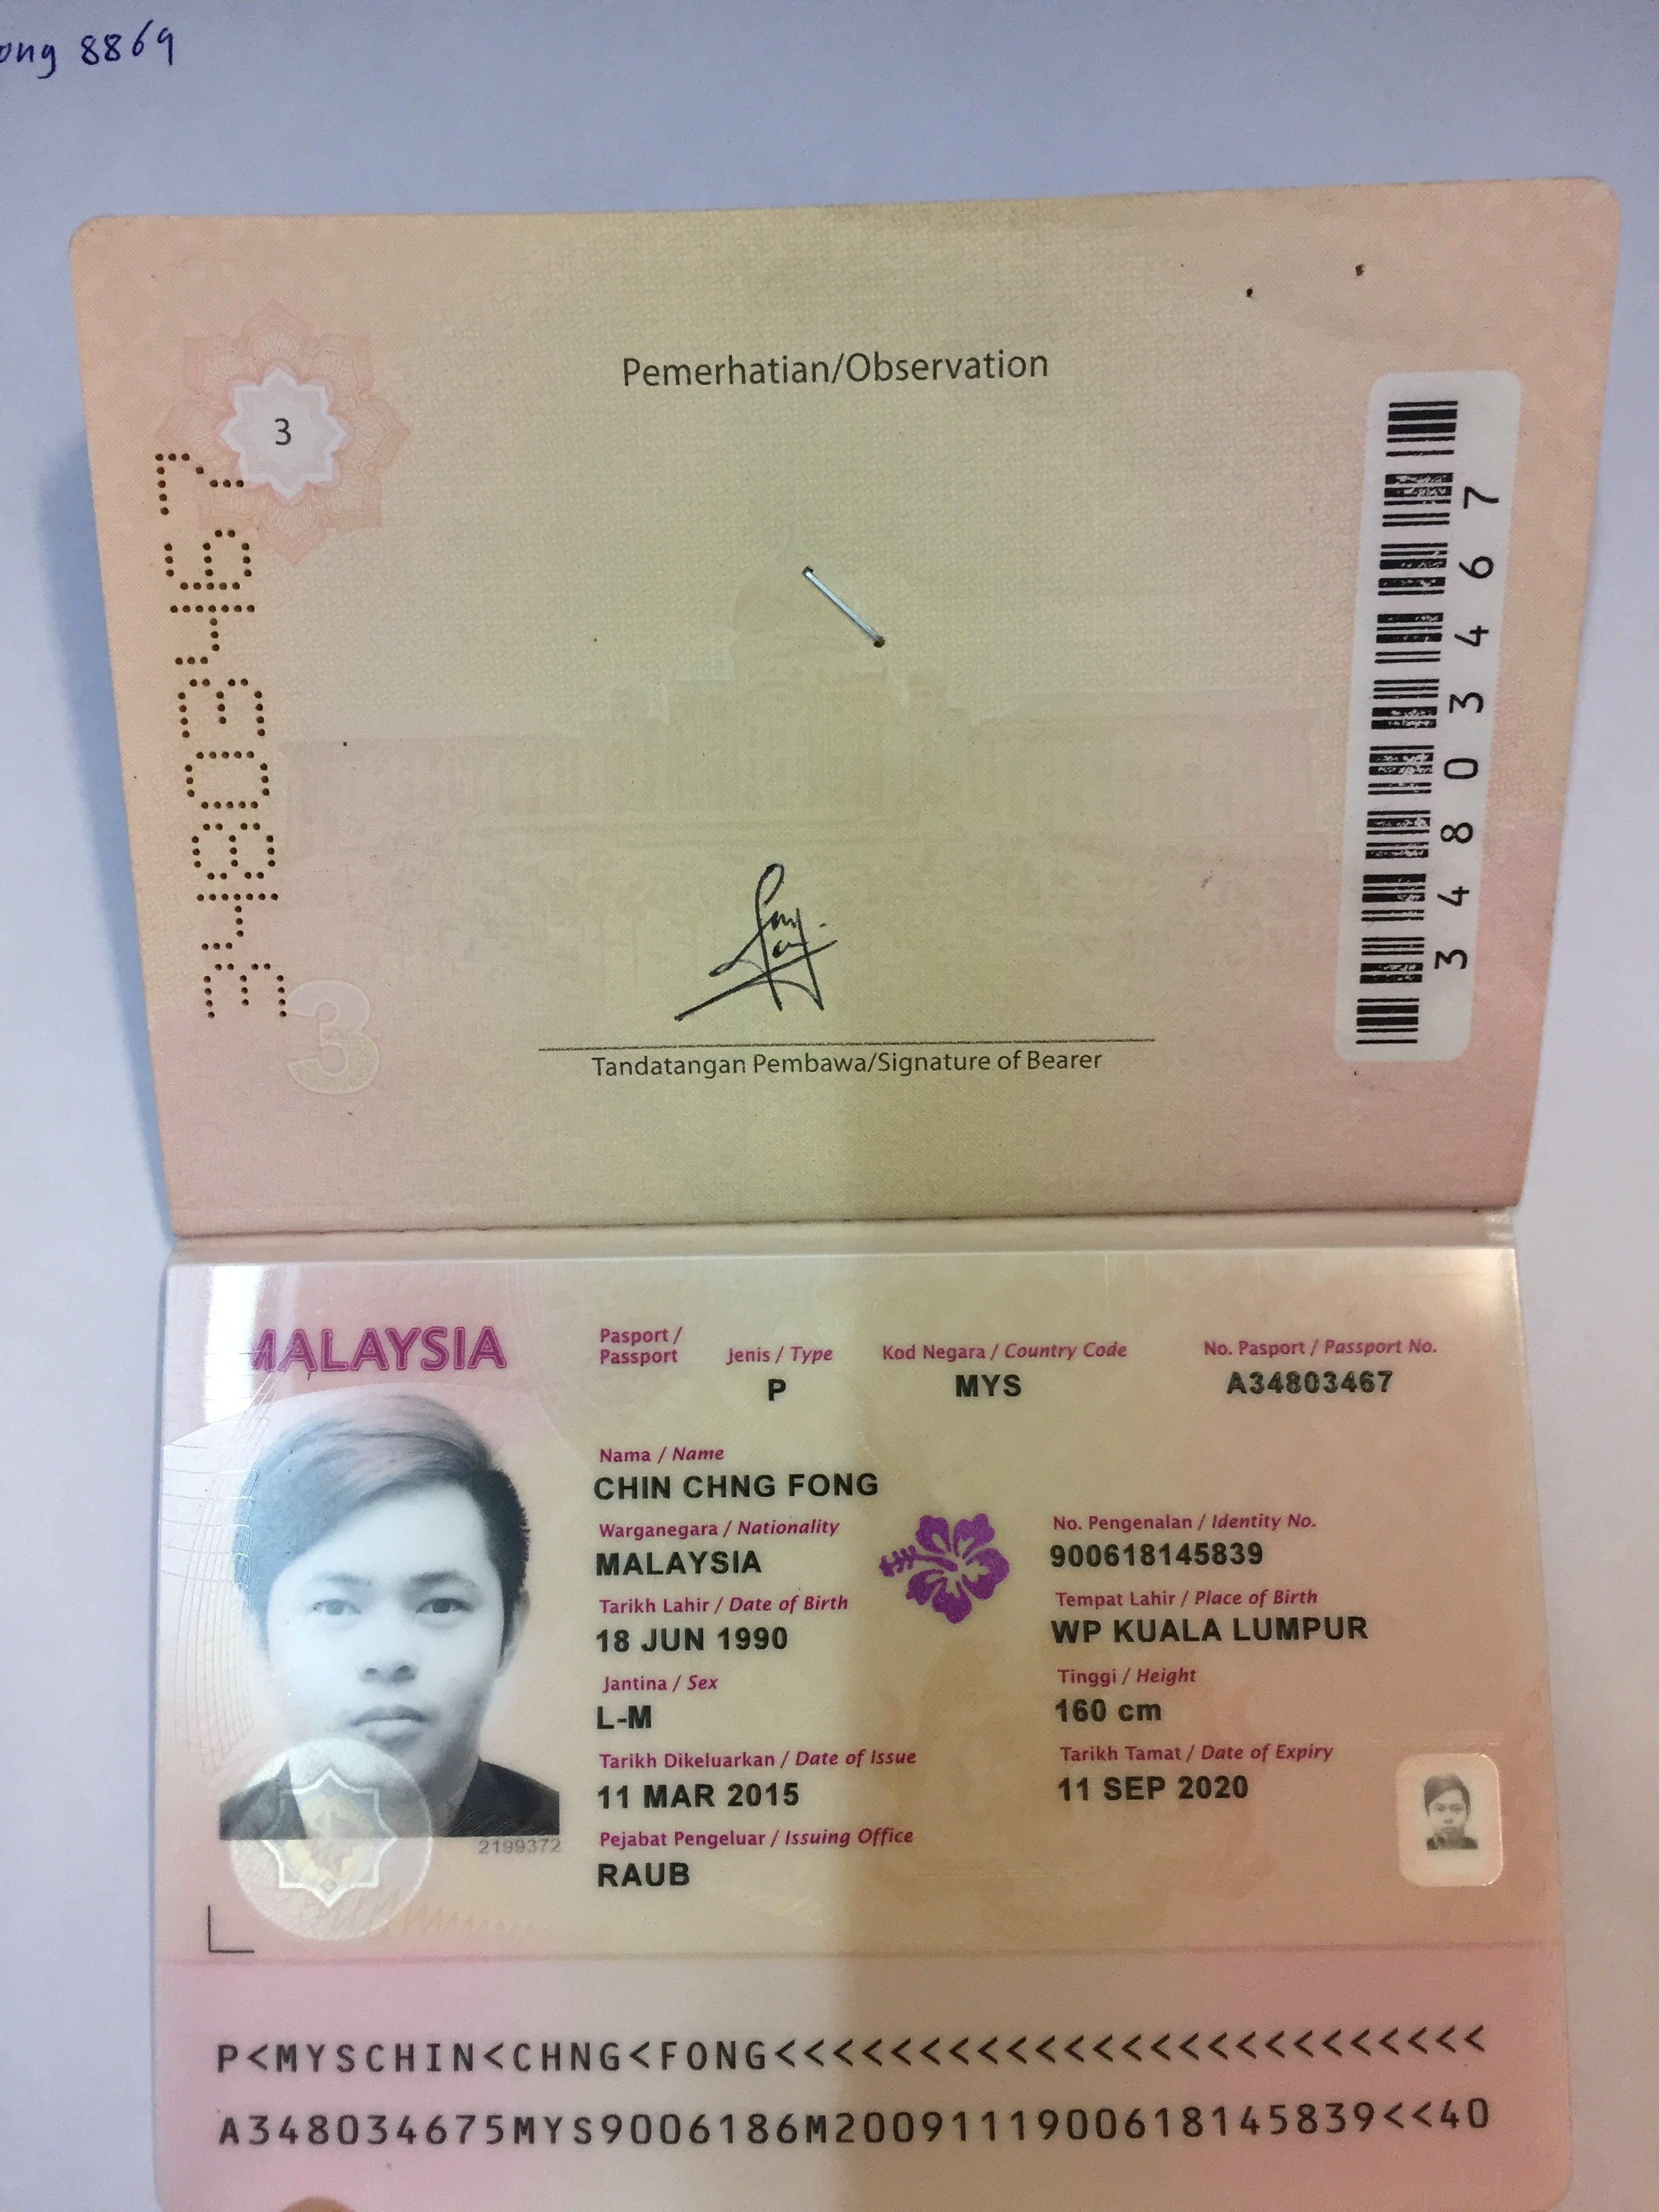 ong 8869
Pemerhatian/Observation
3
34803467
3
Tandatangan Pembawa/Signature of Bearer
MALAYSIA
Pasport / Passport
Jenis / Type
P
Kod Negara / Country Code
MYS
No. Pasport / Passport No.
A34803467
Nama / Name
CHIN CHNG FONG
Warganegara / Nationality
MALAYSIA
No. Pengenalan / Identity No.
900618145839
Tarikh Lahir / Date of Birth
18 JUN 1990
Tempat Lahir / Place of Birth
WP KUALA LUMPUR
Jantina / Sex
L-M
Tinggi / Height
160 cm
Tarikh Dikeluarkan / Date of Issue
11 MAR 2015
Tarikh Tamat / Date of Expiry
11 SEP 2020
2199372
Pejabat Pengeluar / Issuing Office
RAUB
P<MYSCHIN<CHNG<FONG<<<<<<<<<<<<<<<<<<<<<<<<<
A348034675MYS9006186M2009111900618145839<<40